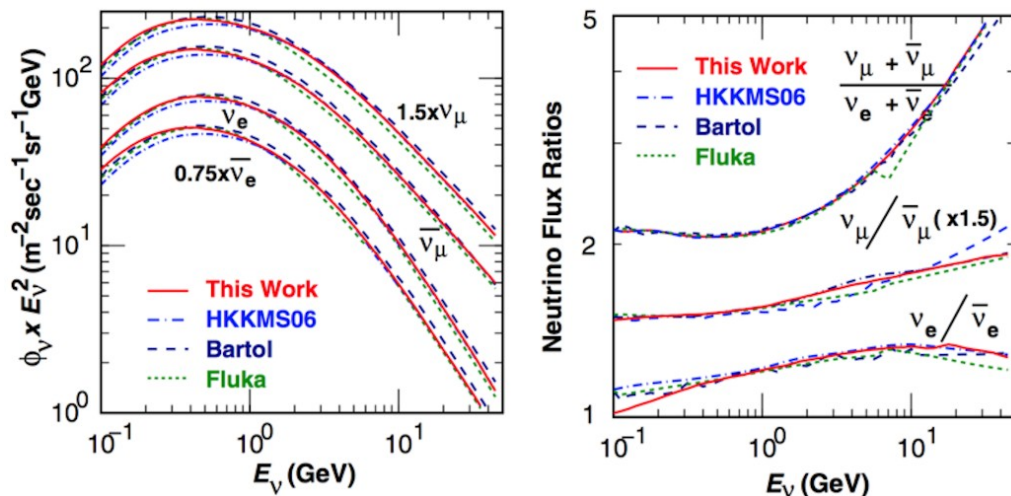 ϕν x Eν² (m⁻²sec⁻¹sr⁻¹GeV)
10²
10¹
10⁰
1.5xνμ
νe
0.75xν̅e
ν̅μ
This Work
HKKMS06
Bartol
Fluka
10⁻¹
10⁰
10¹
Eν (GeV)
Neutrino Flux Ratios
5
2
1
This Work
HKKMS06
Bartol
Fluka
νμ + ν̅μ
νe + ν̅e
νμ/ν̅μ (x1.5)
νe/ν̅e
10⁻¹
10⁰
10¹
Eν (GeV)